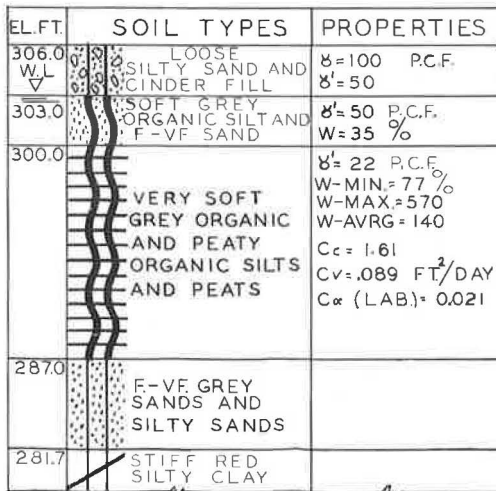 EL.FT. SOIL TYPES PROPERTIES
306.0 LOOSE
W.L SILTY SAND AND
CINDER FILL
γ=100 P.C.F.
γ'=50
303.0 SOFT GREY
ORGANIC SILT AND
F-VF SAND
γ'=50 P.C.F.
W=35 %
300.0
VERY SOFT
GREY ORGANIC
AND PEATY
ORGANIC SILTS
AND PEATS
γ'=22 P.C.F.
W-MIN.=77 %
W-MAX.=570
W-AVRG=140
Cc=1.61
Cv=.089 FT.²/DAY
Cα (LAB.)=0.021
287.0
F.-VF. GREY
SANDS AND
SILTY SANDS
281.7 STIFF RED
SILTY CLAY